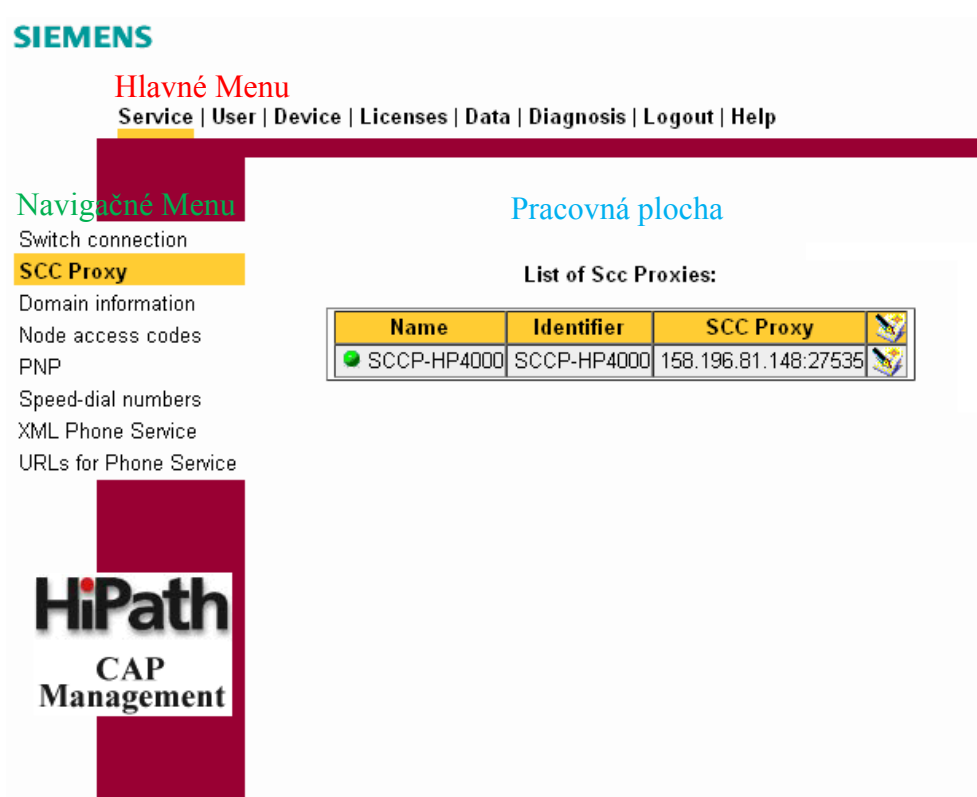 SIEMENS
Hlavné Menu
Service | User | Device | Licenses | Data | Diagnosis | Logout | Help
Navigačné Menu
Switch connection
SCC Proxy
Domain information
Node access codes
PNP
Speed-dial numbers
XML Phone Service
URLs for Phone Service
Pracovná plocha
List of Scc Proxies:
Name Identifier SCC Proxy
SCCP-HP4000 SCCP-HP4000 158.196.81.148:27535
HiPath
CAP
Management